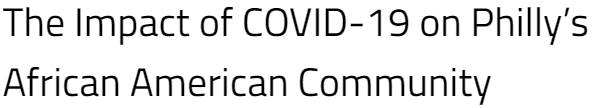 The Impact of COVID-19 on Philly’s
African American Community